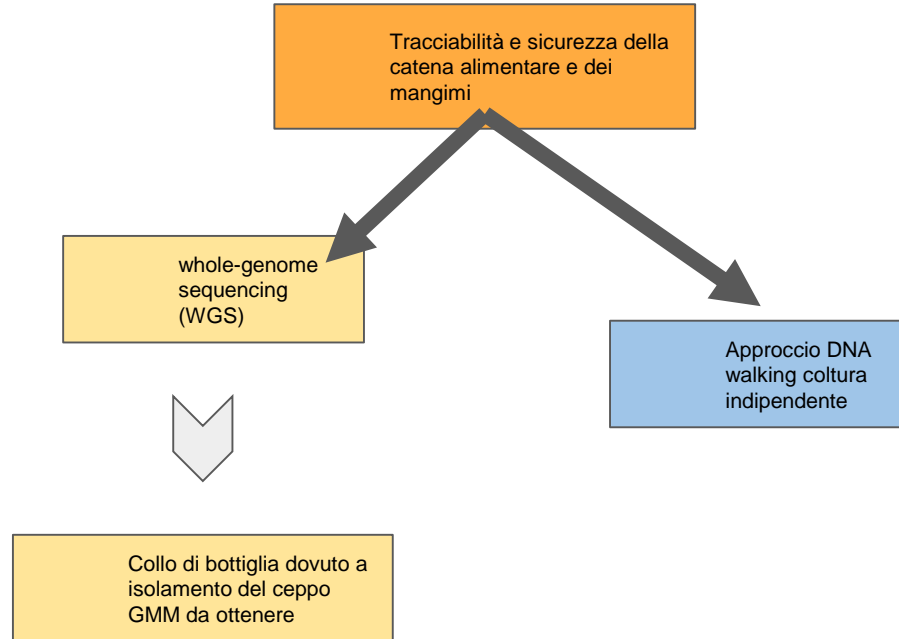 Tracciabilità e sicurezza della
catena alimentare e dei
mangimi
whole-genome
sequencing
(WGS)
Approccio DNA
walking coltura
indipendente
Collo di bottiglia dovuto a
isolamento del ceppo
GMM da ottenere